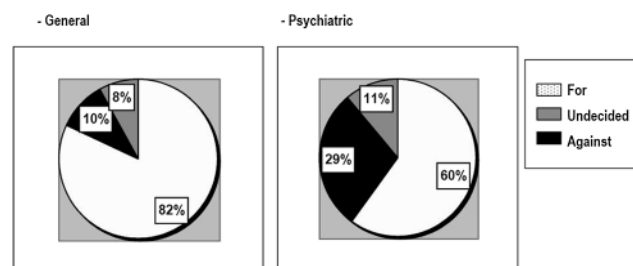 - General
- Psychiatric
8%
10%
82%
11%
29%
60%
For
Undecided
Against